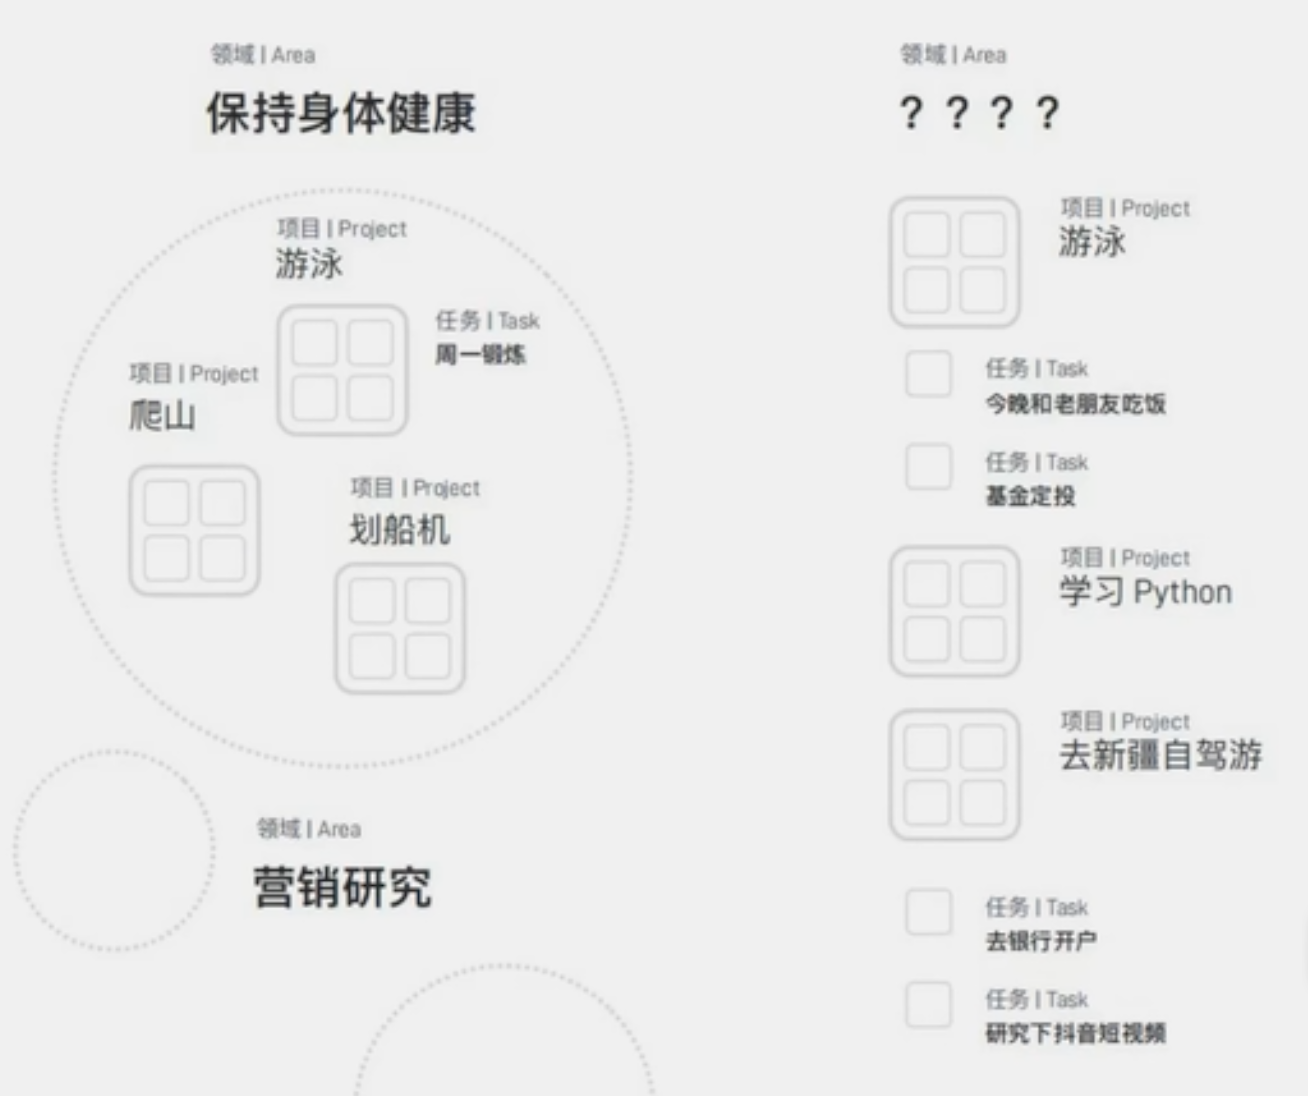 领域 | Area
保持身体健康
项目 | Project
游泳
任务 | Task
周一锻炼
项目 | Project
爬山
项目 | Project
划船机
领域 | Area
营销研究
领域 | Area
？？？？
项目 | Project
游泳
任务 | Task
今晚和老朋友吃饭
任务 | Task
基金定投
项目 | Project
学习 Python
项目 | Project
去新疆自驾游
任务 | Task
去银行开户
任务 | Task
研究下抖音短视频